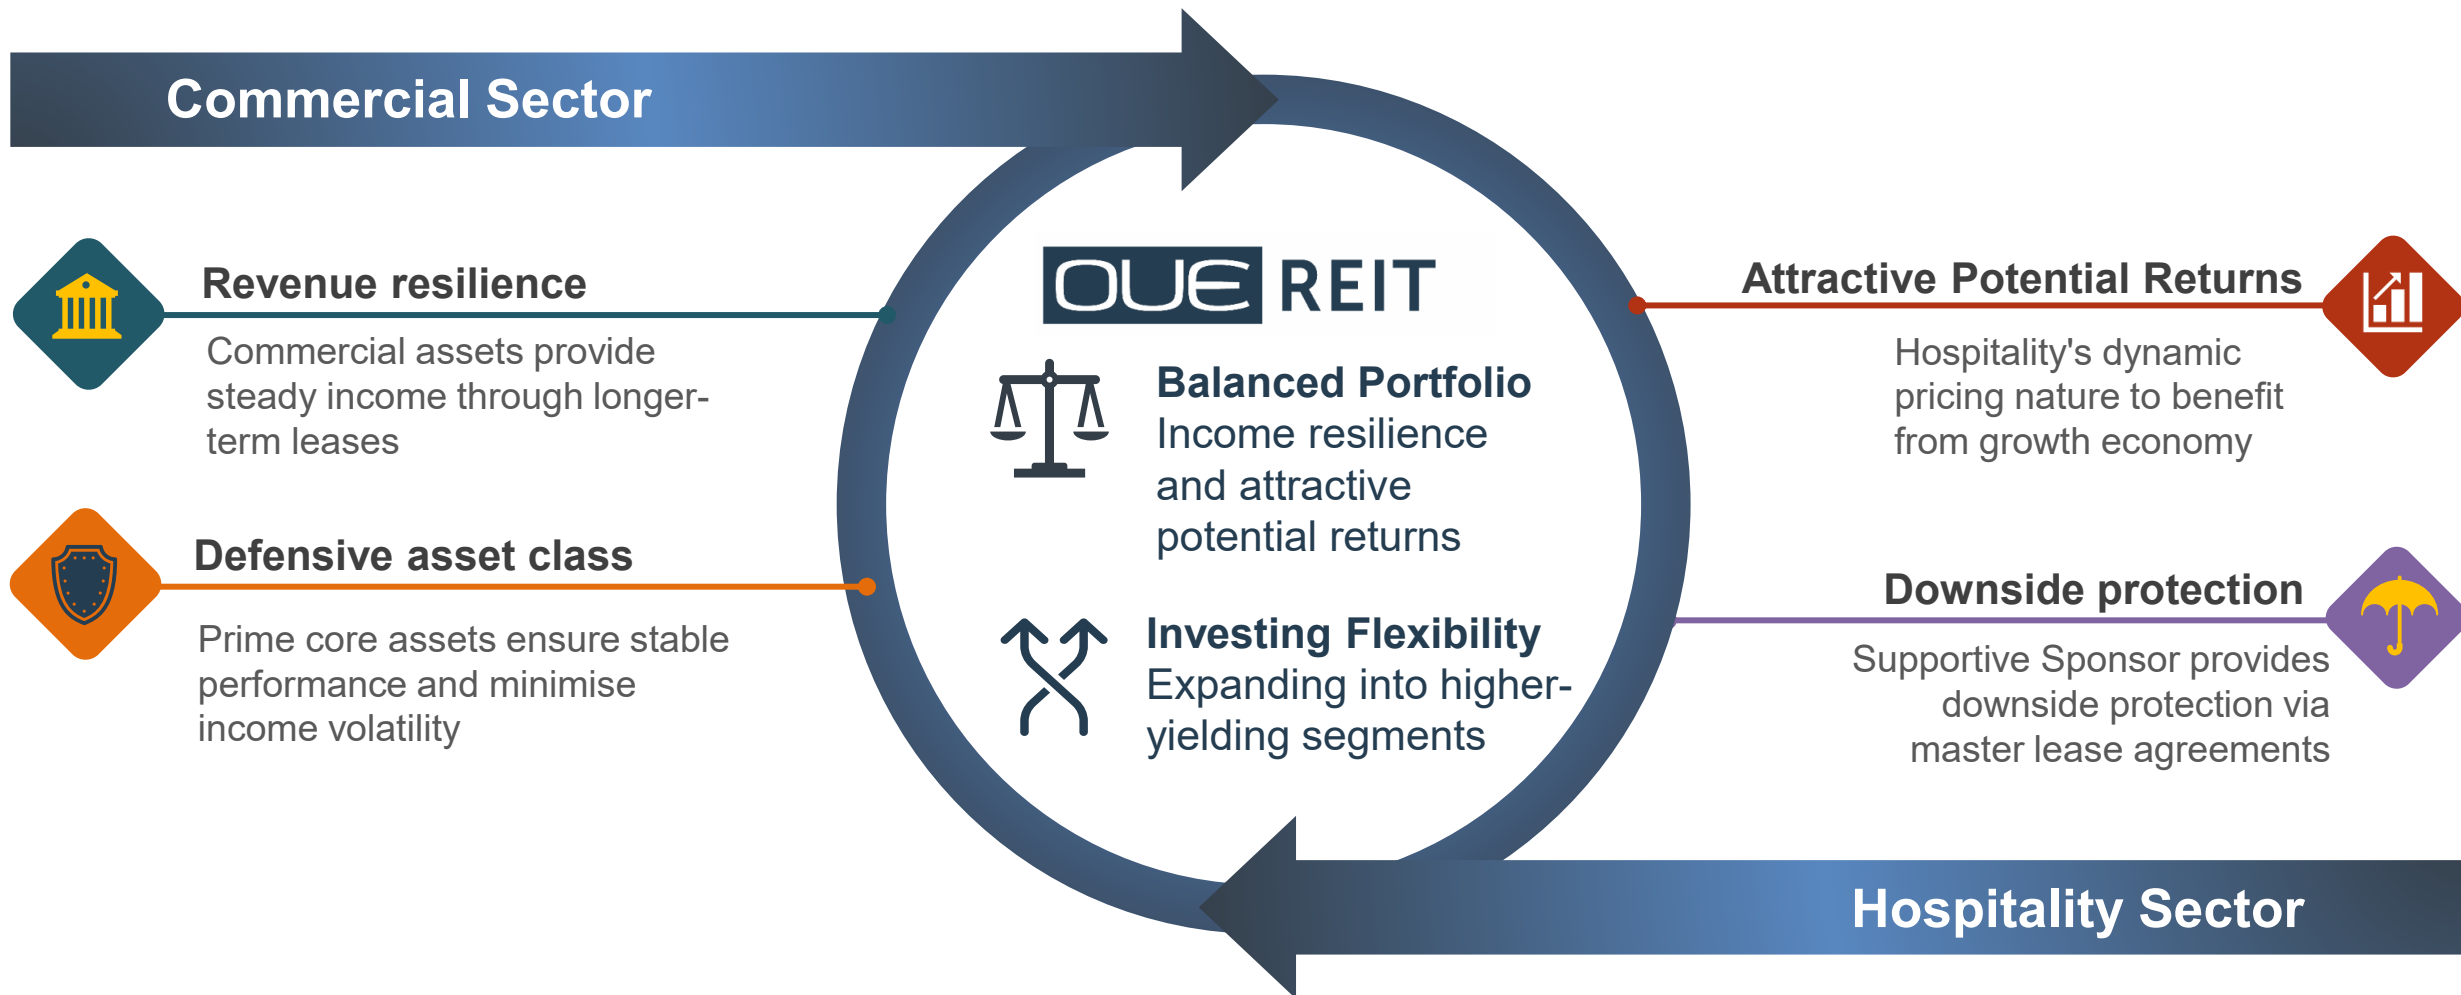 Commercial Sector
Revenue resilience
Commercial assets provide
steady income through longer-
term leases
Defensive asset class
Prime core assets ensure stable
performance and minimise
income volatility
OUE REIT
Balanced Portfolio
Income resilience
and attractive
potential returns
Investing Flexibility
Expanding into higher-
yielding segments
Attractive Potential Returns
Hospitality's dynamic
pricing nature to benefit
from growth economy
Downside protection
Supportive Sponsor provides
downside protection via
master lease agreements
Hospitality Sector